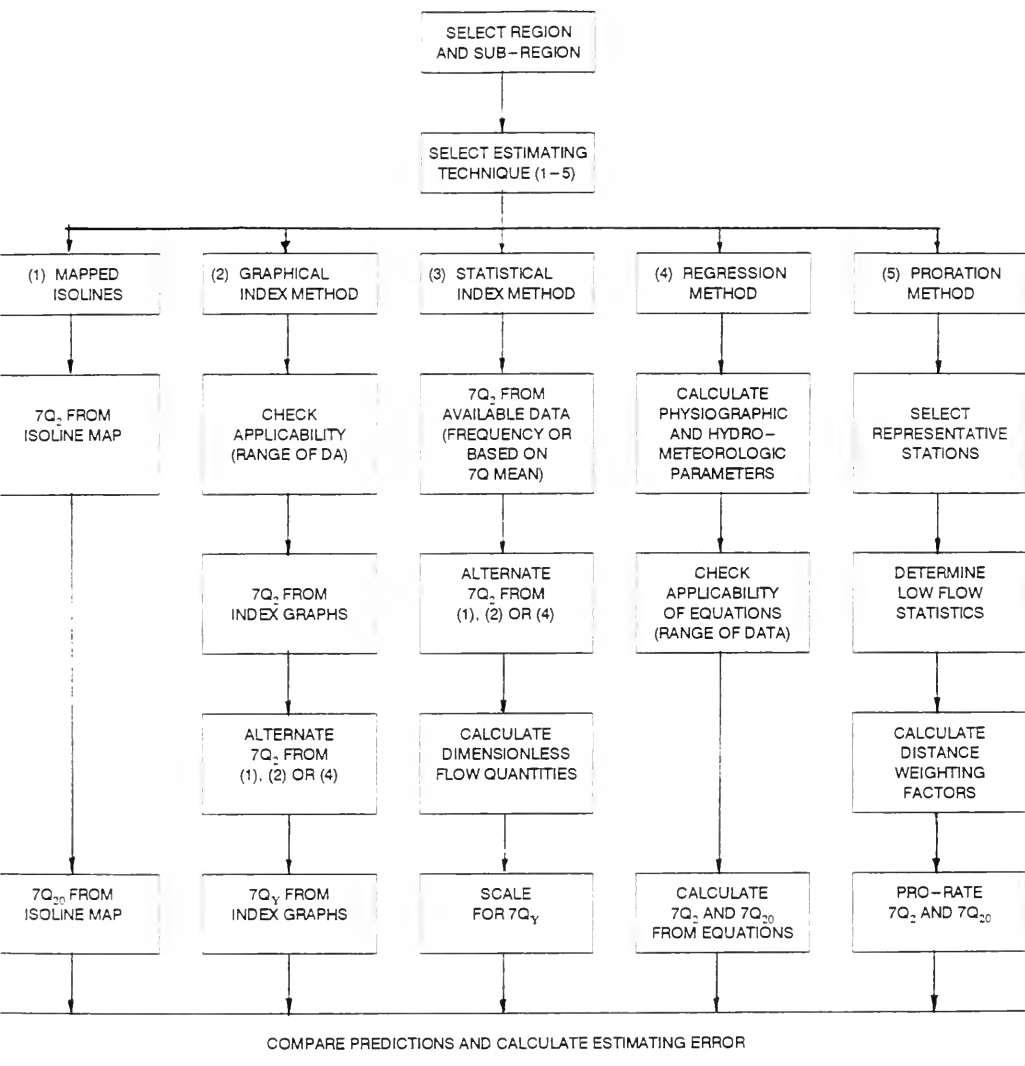 SELECT REGION
AND SUB-REGION
SELECT ESTIMATING
TECHNIQUE (1-5)
(1) MAPPED
ISOLINES
(2) GRAPHICAL
INDEX METHOD
(3) STATISTICAL
INDEX METHOD
(4) REGRESSION
METHOD
(5) PRORATION
METHOD
7Q₂ FROM
ISOLINE MAP
CHECK
APPLICABILITY
(RANGE OF DA)
7Q₂ FROM
AVAILABLE DATA
(FREQUENCY OR
BASED ON
7Q MEAN)
CALCULATE
PHYSIOGRAPHIC
AND HYDRO-
METEOROLOGIC
PARAMETERS
SELECT
REPRESENTATIVE
STATIONS
7Q₂ FROM
INDEX GRAPHS
ALTERNATE
7Q₂ FROM
(1), (2) OR (4)
CHECK
APPLICABILITY
OF EQUATIONS
(RANGE OF DATA)
DETERMINE
LOW FLOW
STATISTICS
ALTERNATE
7Q₂ FROM
(1), (2) OR (4)
CALCULATE
DIMENSIONLESS
FLOW QUANTITIES
CALCULATE
DISTANCE
WEIGHTING
FACTORS
7Q₂₀ FROM
ISOLINE MAP
7Qᵧ FROM
INDEX GRAPHS
SCALE
FOR 7Qᵧ
CALCULATE
7Q₂ AND 7Q₂₀
FROM EQUATIONS
PRO-RATE
7Q₂ AND 7Q₂₀
COMPARE PREDICTIONS AND CALCULATE ESTIMATING ERROR